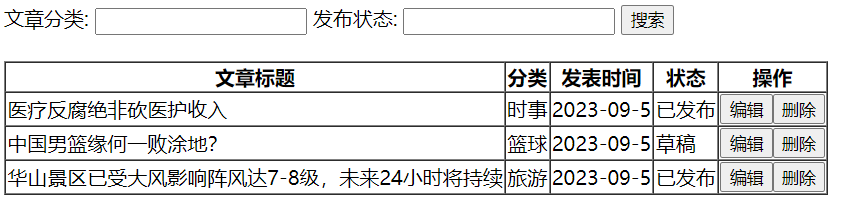 文章分类: 发布状态: 搜索
文章标题 分类 发表时间 状态 操作
医疗反腐绝非砍医护收入 时事 2023-09-5 已发布 编辑 删除
中国男篮缘何一败涂地? 篮球 2023-09-5 草稿 编辑 删除
华山景区已受大风影响阵风达7-8级，未来24小时将持续 旅游 2023-09-5 已发布 编辑 删除